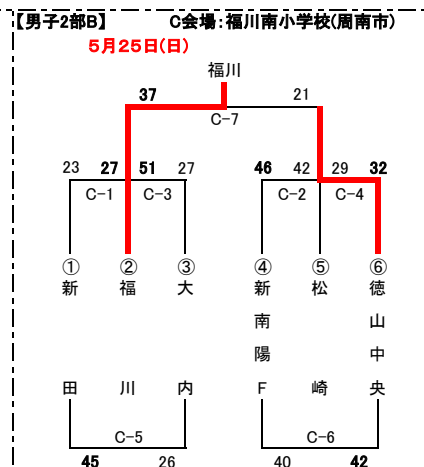 【男子2部B】 C会場：福川南小学校(周南市)
5月25日(日)
福川
37 21
C-7
23 27 51 27 46 42 29 32
C-1 C-3 C-2 C-4
① ② ③ ④ ⑤ ⑥
新 福 大 新 松 徳
南 山
陽 中
田 川 内 F 崎 央
C-5 C-6
45 26 40 42